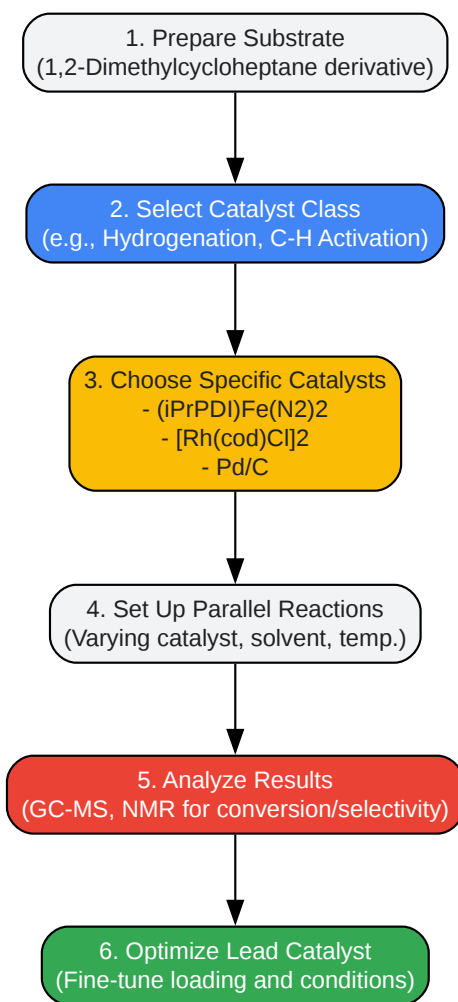 1. Prepare Substrate
(1,2-Dimethylcycloheptane derivative)
2. Select Catalyst Class
(e.g., Hydrogenation, C-H Activation)
3. Choose Specific Catalysts
- (iPrPDI)Fe(N2)2
- [Rh(cod)Cl]2
- Pd/C
4. Set Up Parallel Reactions
(Varying catalyst, solvent, temp.)
5. Analyze Results
(GC-MS, NMR for conversion/selectivity)
6. Optimize Lead Catalyst
(Fine-tune loading and conditions)